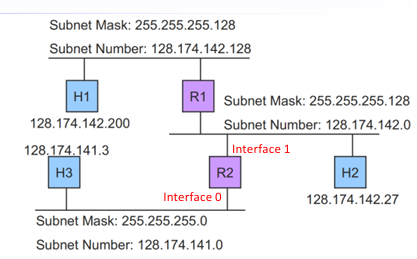 Subnet Mask: 255.255.255.128
Subnet Number: 128.174.142.128
H1
R1
128.174.142.200
Subnet Mask: 255.255.255.128
Subnet Number: 128.174.142.0
128.174.141.3
Interface 1
H3
R2
H2
Interface 0
128.174.142.27
Subnet Mask: 255.255.255.0
Subnet Number: 128.174.141.0